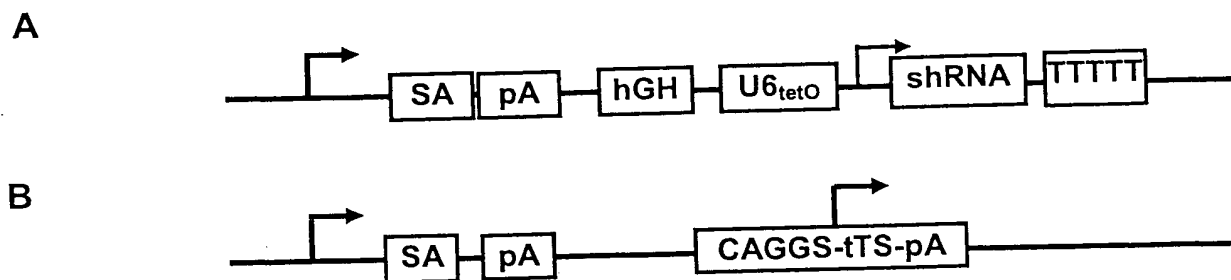 A
SA pA hGH U6tetO shRNA TTTTT
B
SA pA CAGGS-tTS-pA